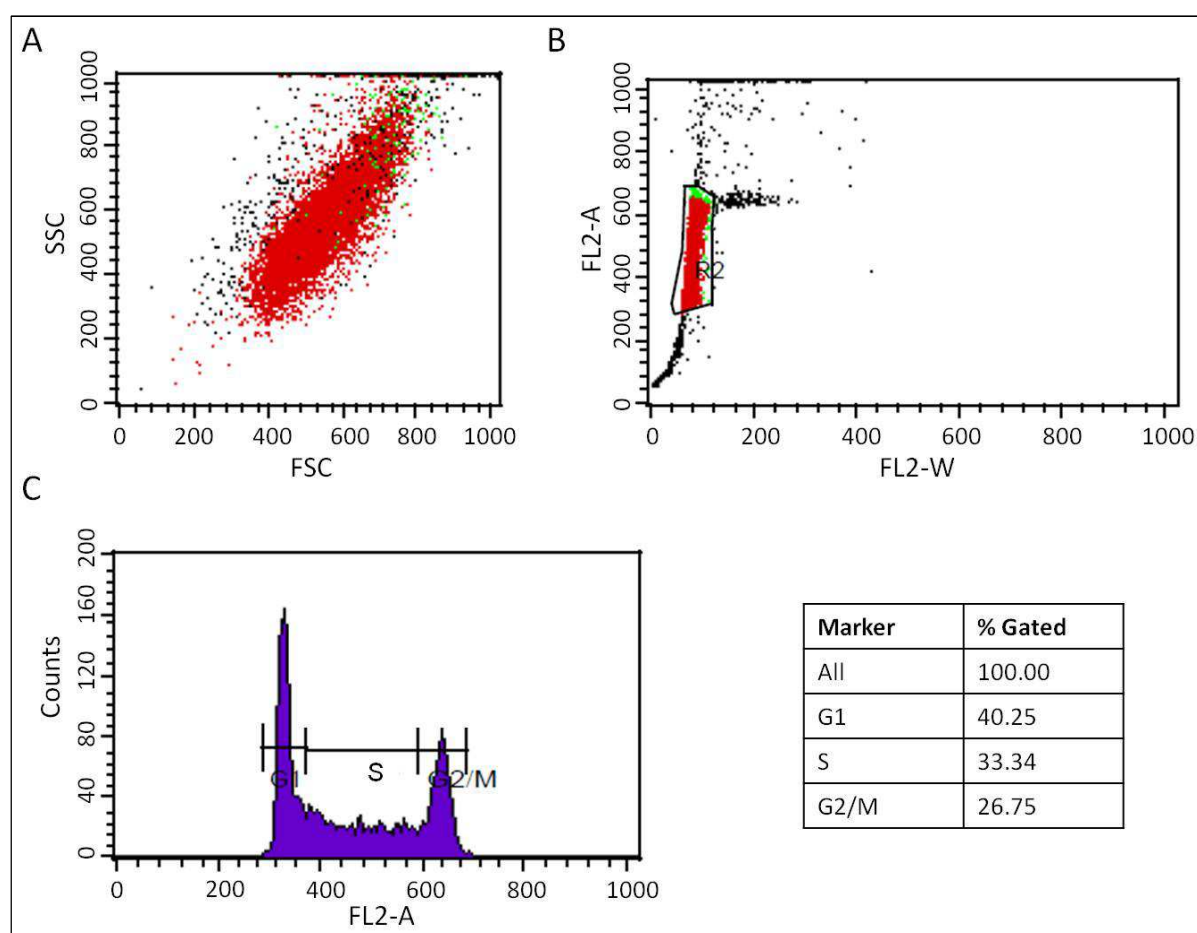 A
SSC
1000
800
600
400
200
0
0 200 400 600 800 1000
FSC
B
FL2-A
1000
800
600
400
200
0
R2
0 200 400 600 800 1000
FL2-W
C
Counts
200
160
120
80
40
0
G1 S G2/M
0 200 400 600 800 1000
FL2-A
Marker % Gated
All 100.00
G1 40.25
S 33.34
G2/M 26.75